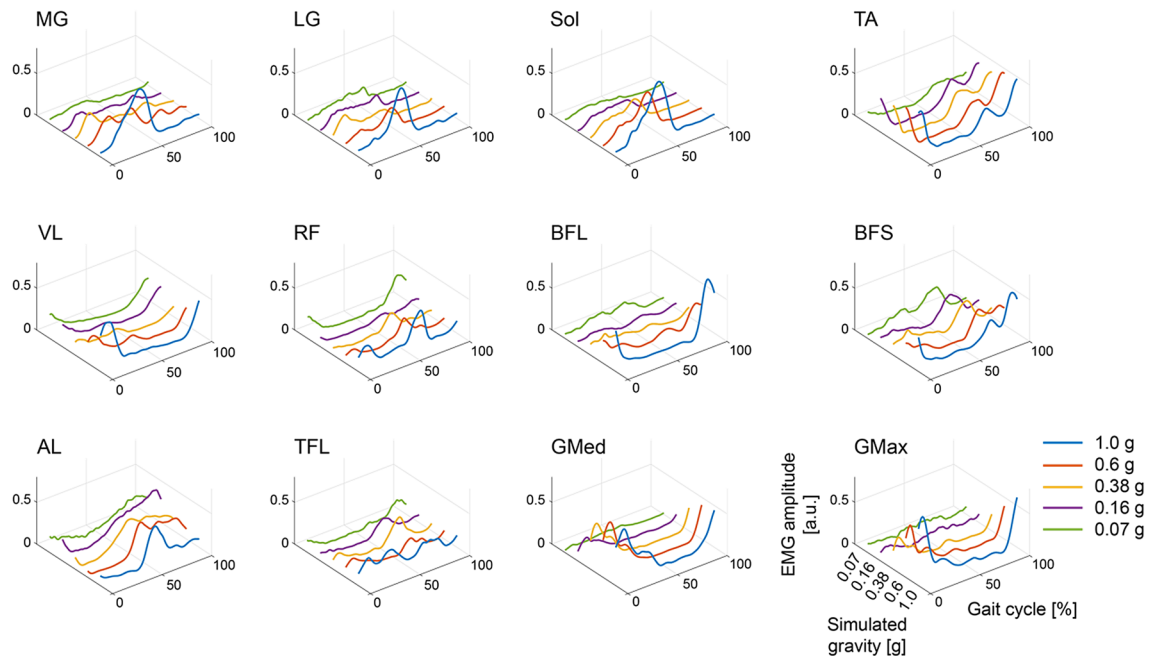 MG LG Sol TA
0.5 0.5 0.5 0.5
0 0 0 0
100 100 100 100
50 50 50 50
0 0 0 0
VL RF BFL BFS
0.5 0.5 0.5 0.5
0 0 0 0
100 100 100 100
50 50 50 50
0 0 0 0
AL TFL GMed GMax
0.5 0.5 0.5 0.5
0 0 0 0
100 100 100 100
50 50 50 50
0 0 0 0
EMG amplitude
[a.u.]
0.07
0.16
0.38
0.6
1.0
Simulated
gravity [g]
Gait cycle [%]
1.0 g
0.6 g
0.38 g
0.16 g
0.07 g